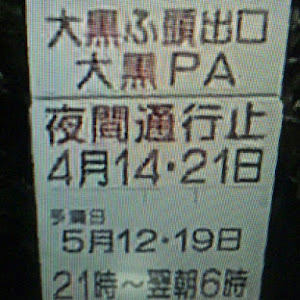 大黒ふ頭出口
大黒PA
夜間通行止
4月14・21日
予備日
5月12・19日
21時〜翌朝6時